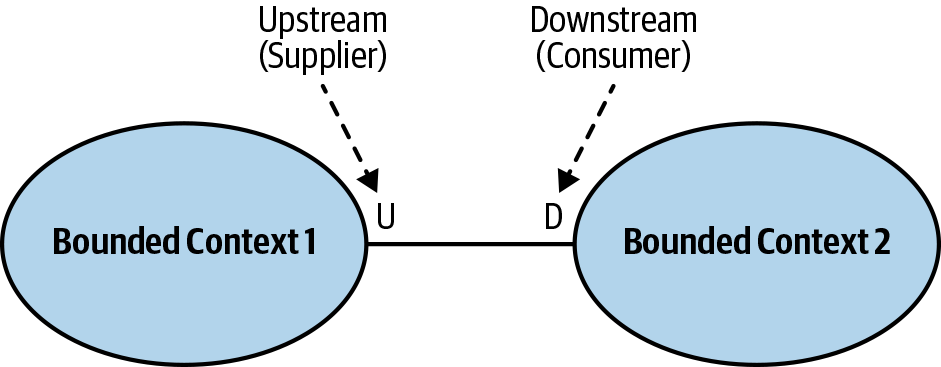 Upstream
(Supplier)
Downstream
(Consumer)
U
D
Bounded Context 1
Bounded Context 2